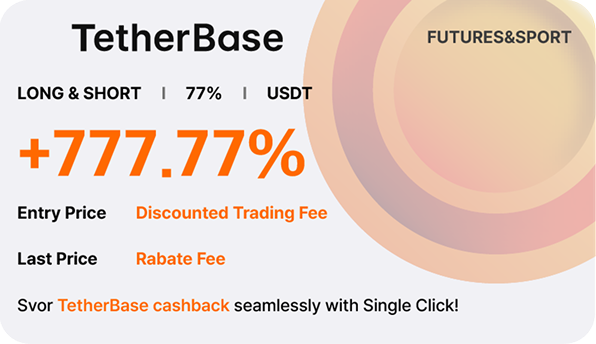 TetherBase
FUTURES&SPORT
LONG & SHORT | 77% | USDT
+777.77%
Entry Price Discounted Trading Fee
Last Price Rabate Fee
Svor TetherBase cashback seamlessly with Single Click!